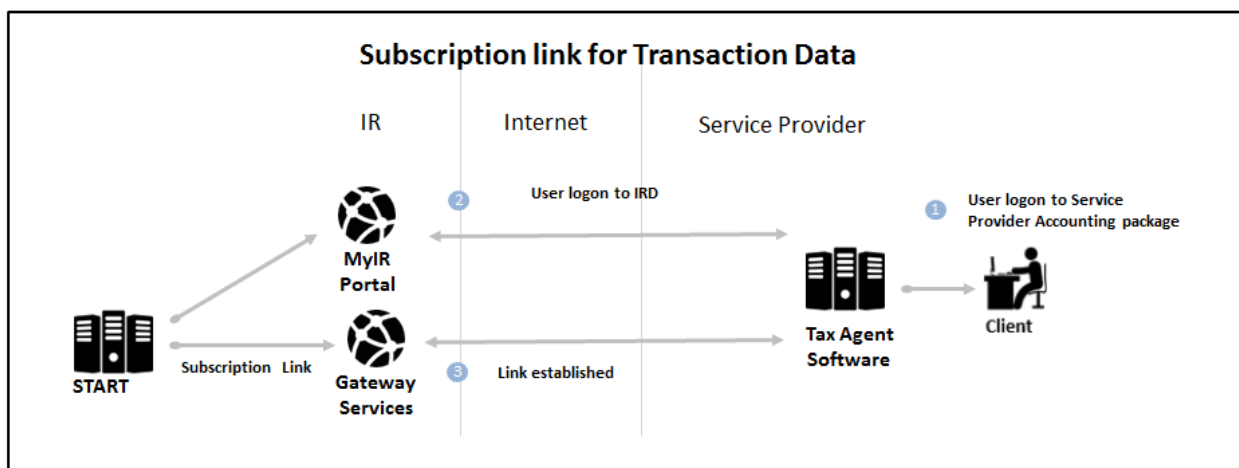 Subscription link for Transaction Data
IR
Internet
Service Provider
2
User logon to IRD
1
User logon to Service
Provider Accounting package
MyIR
Portal
START
Subscription Link
Gateway
Services
3
Link established
Tax Agent
Software
Client